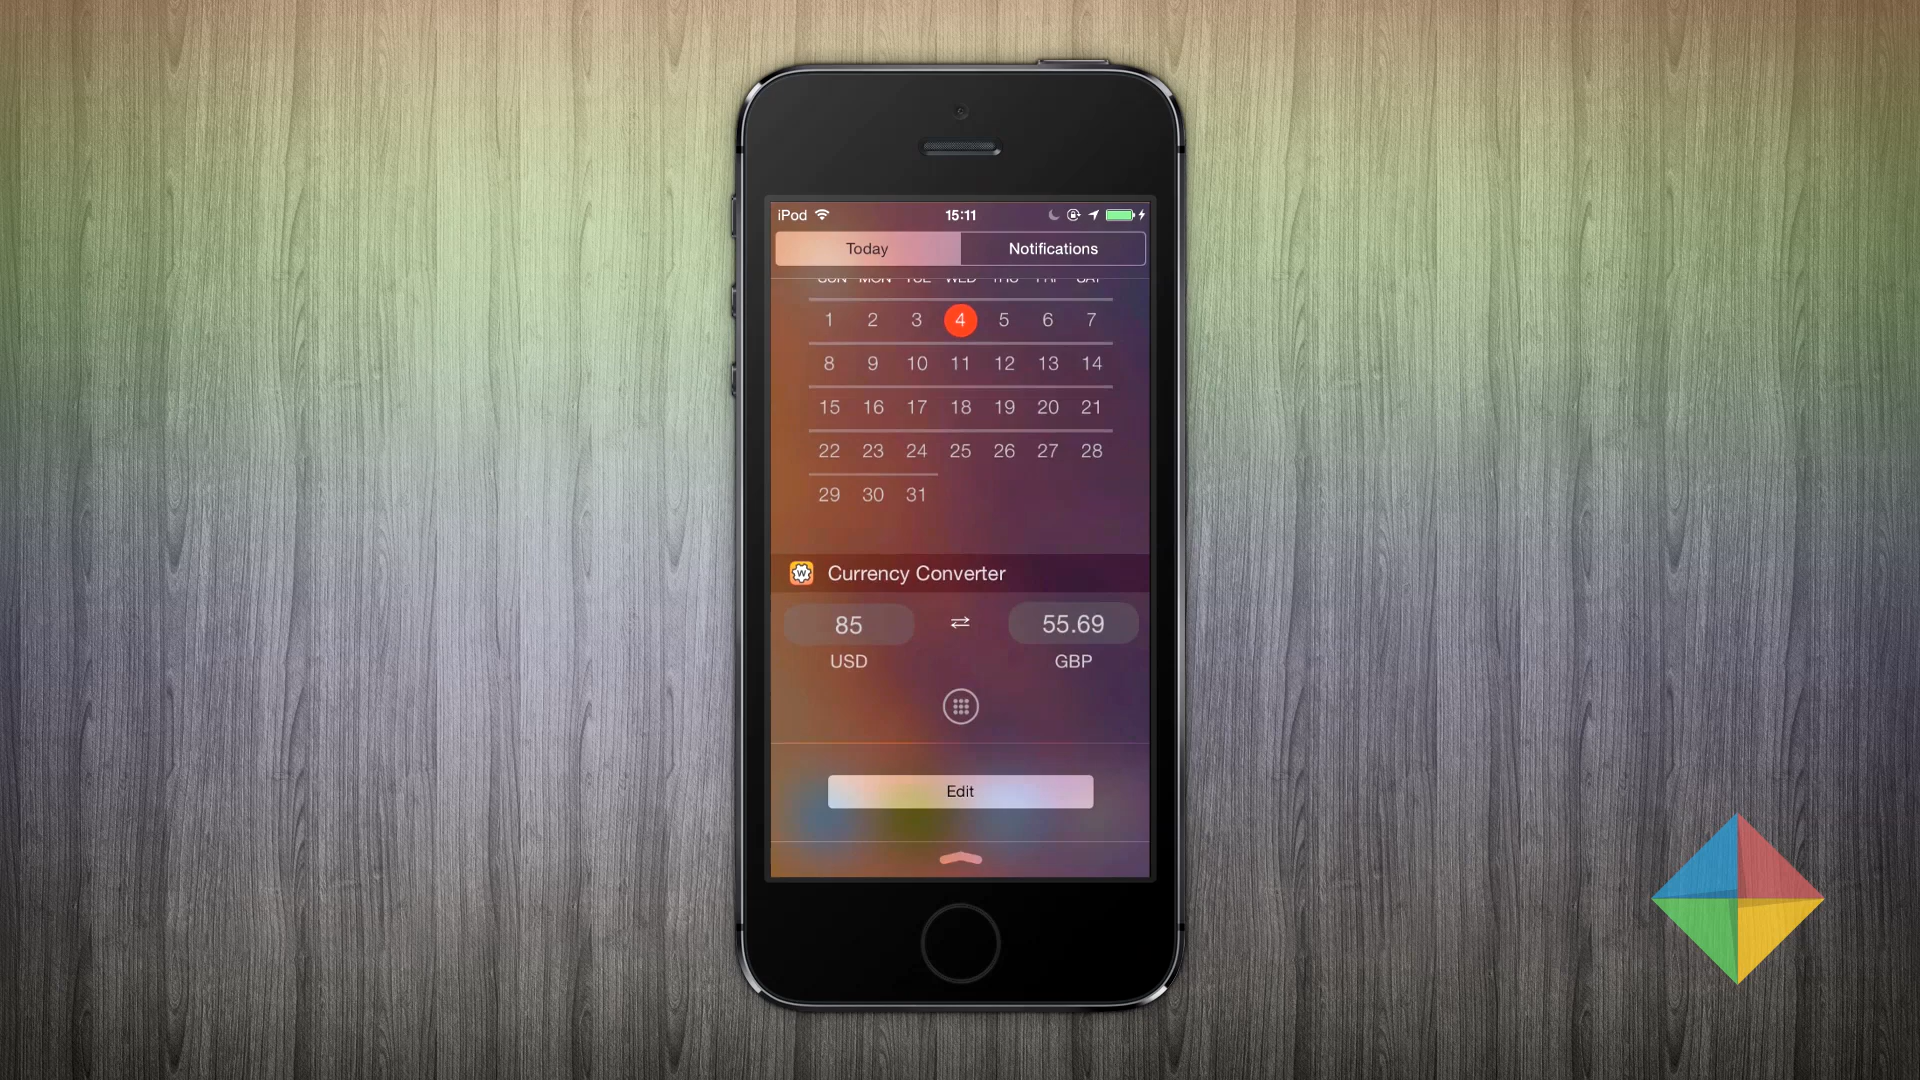 iPod 15:11
Today Notifications
SUN MON TUE WED THU FRI SAT
1 2 3 4 5 6 7
8 9 10 11 12 13 14
15 16 17 18 19 20 21
22 23 24 25 26 27 28
29 30 31
W Currency Converter
85 55.69
USD GBP
Edit